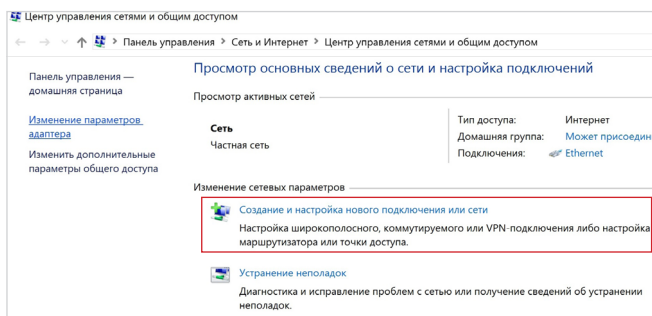 Центр управления сетями и общим доступом
Панель управления > Сеть и Интернет > Центр управления сетями и общим доступом
Панель управления —
домашняя страница
Изменение параметров
адаптера
Изменить дополнительные
параметры общего доступа
Просмотр основных сведений о сети и настройка подключений
Просмотр активных сетей
Сеть
Частная сеть
Тип доступа: Интернет
Домашняя группа: Может присоедин
Подключения: Ethernet
Изменение сетевых параметров
Создание и настройка нового подключения или сети
Настройка широкополосного, коммутируемого или VPN-подключения либо настройка
маршрутизатора или точки доступа.
Устранение неполадок
Диагностика и исправление проблем с сетью или получение сведений об устранении
неполадок.